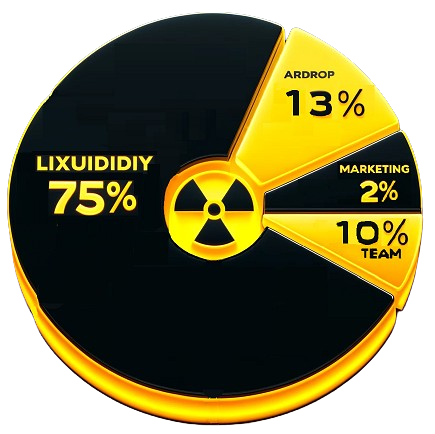 ARDROP
13%
MARKETING
2%
LIXUIDIDIY
75%
10%
TEAM